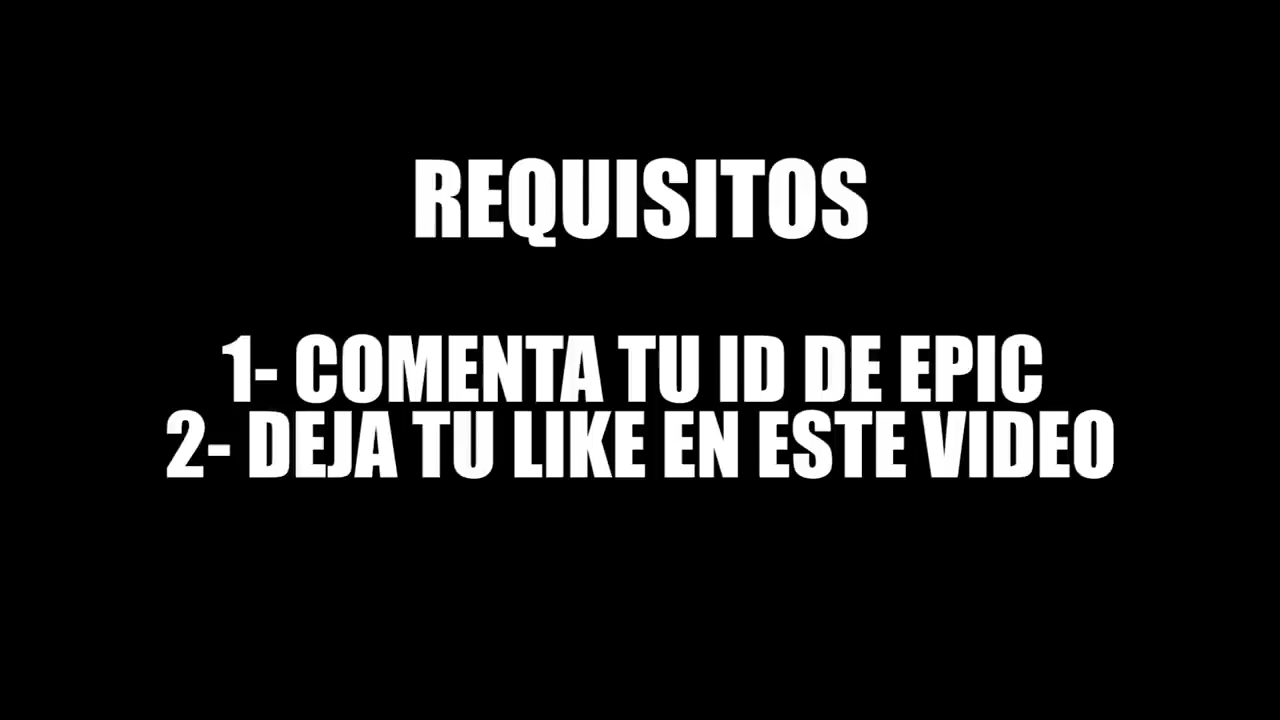 REQUISITOS
1- COMENTA TU ID DE EPIC
2- DEJA TU LIKE EN ESTE VIDEO